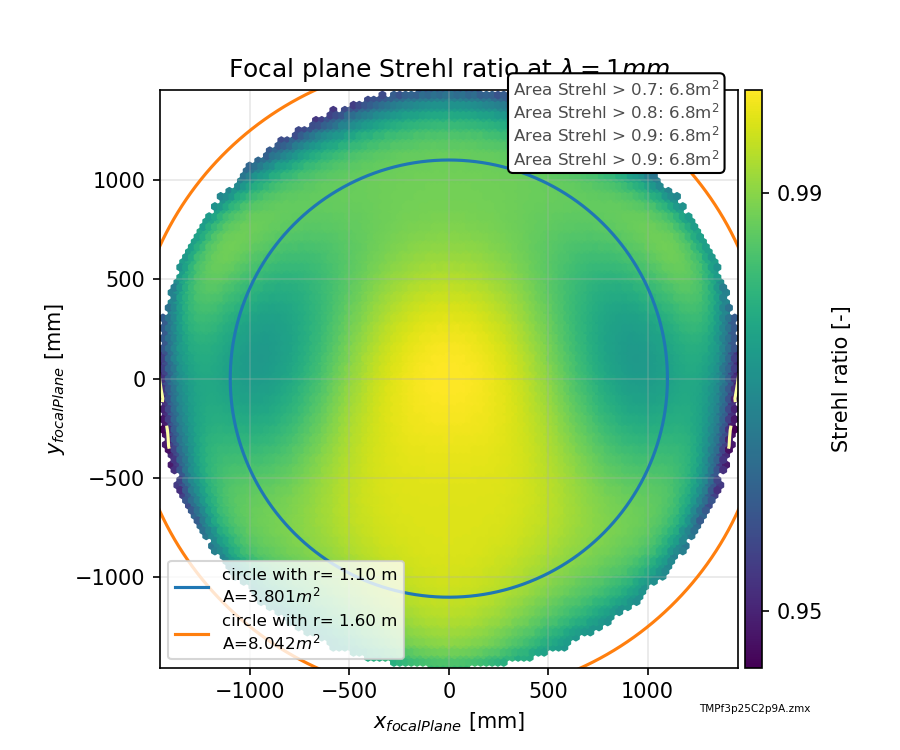 Focal plane Strehl ratio at λ = 1mm
Area Strehl > 0.7: 6.8m²
Area Strehl > 0.8: 6.8m²
Area Strehl > 0.9: 6.8m²
Area Strehl > 0.9: 6.8m²
1000
500
0
−500
−1000
y_focalPlane [mm]
circle with r= 1.10 m
A=3.801m²
circle with r= 1.60 m
A=8.042m²
−1000 −500 0 500 1000
x_focalPlane [mm]
0.99
0.95
Strehl ratio [-]
TMPf3p25C2p9A.zmx